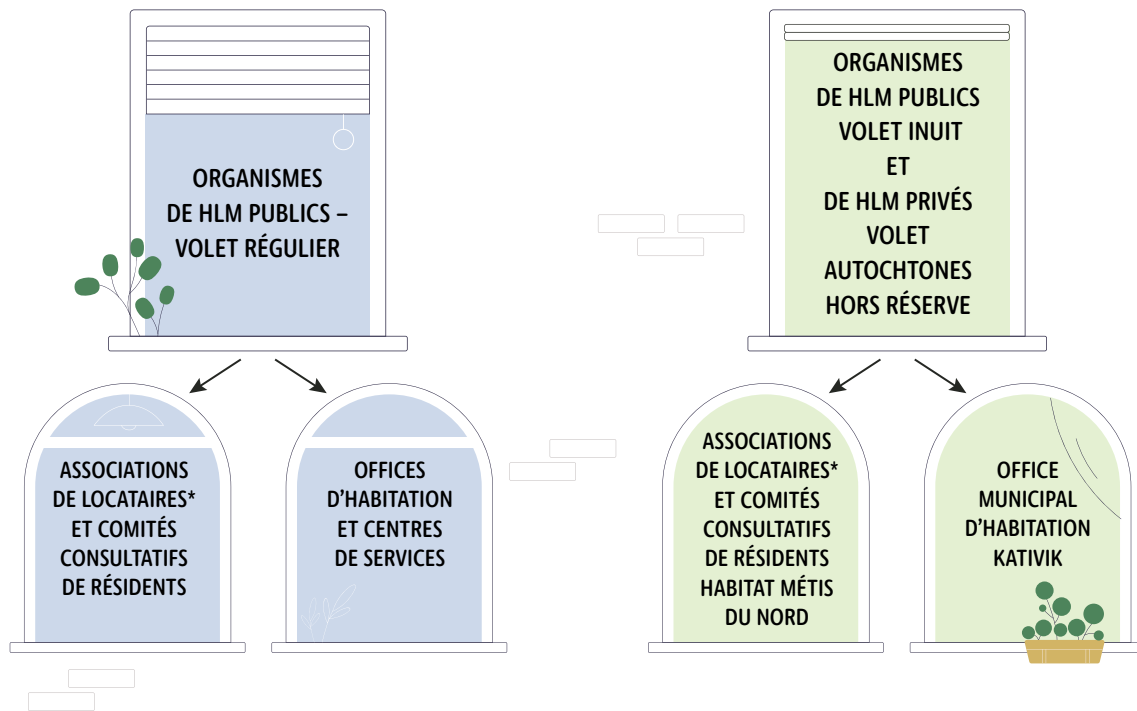 ORGANISMES
DE HLM PUBLICS –
VOLET RÉGULIER
ASSOCIATIONS
DE LOCATAIRES*
ET COMITÉS
CONSULTATIFS
DE RÉSIDENTS
OFFICES
D'HABITATION
ET CENTRES
DE SERVICES
ORGANISMES
DE HLM PUBLICS
VOLET INUIT
ET
DE HLM PRIVÉS
VOLET
AUTOCHTONES
HORS RÉSERVE
ASSOCIATIONS
DE LOCATAIRES*
ET COMITÉS
CONSULTATIFS
DE RÉSIDENTS
HABITAT MÉTIS
DU NORD
OFFICE
MUNICIPAL
D'HABITATION
KATIVIK